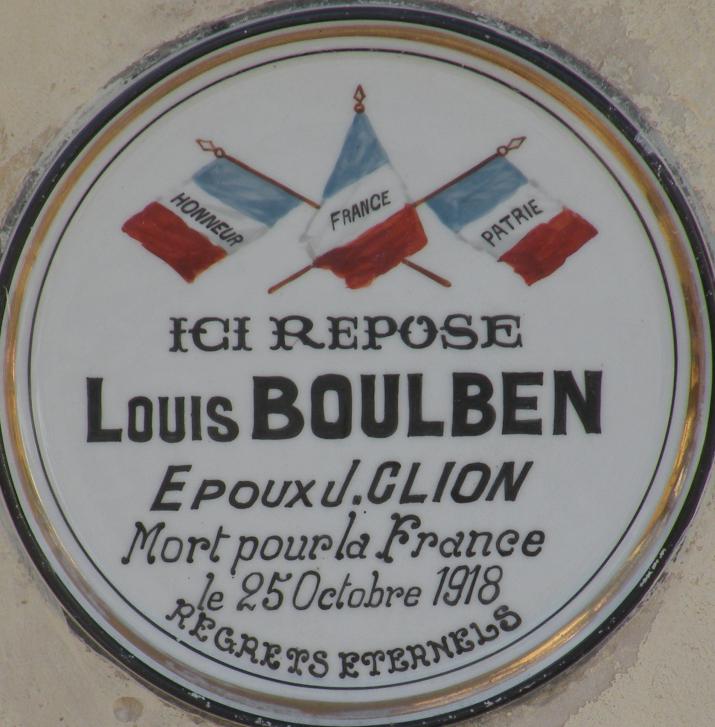 HONNEUR
FRANCE
PATRIE
ICI REPOSE
LOUIS BOULBEN
EPOUX J. CLION
Mort pour la France
le 25 Octobre 1918
REGRETS ETERNELS